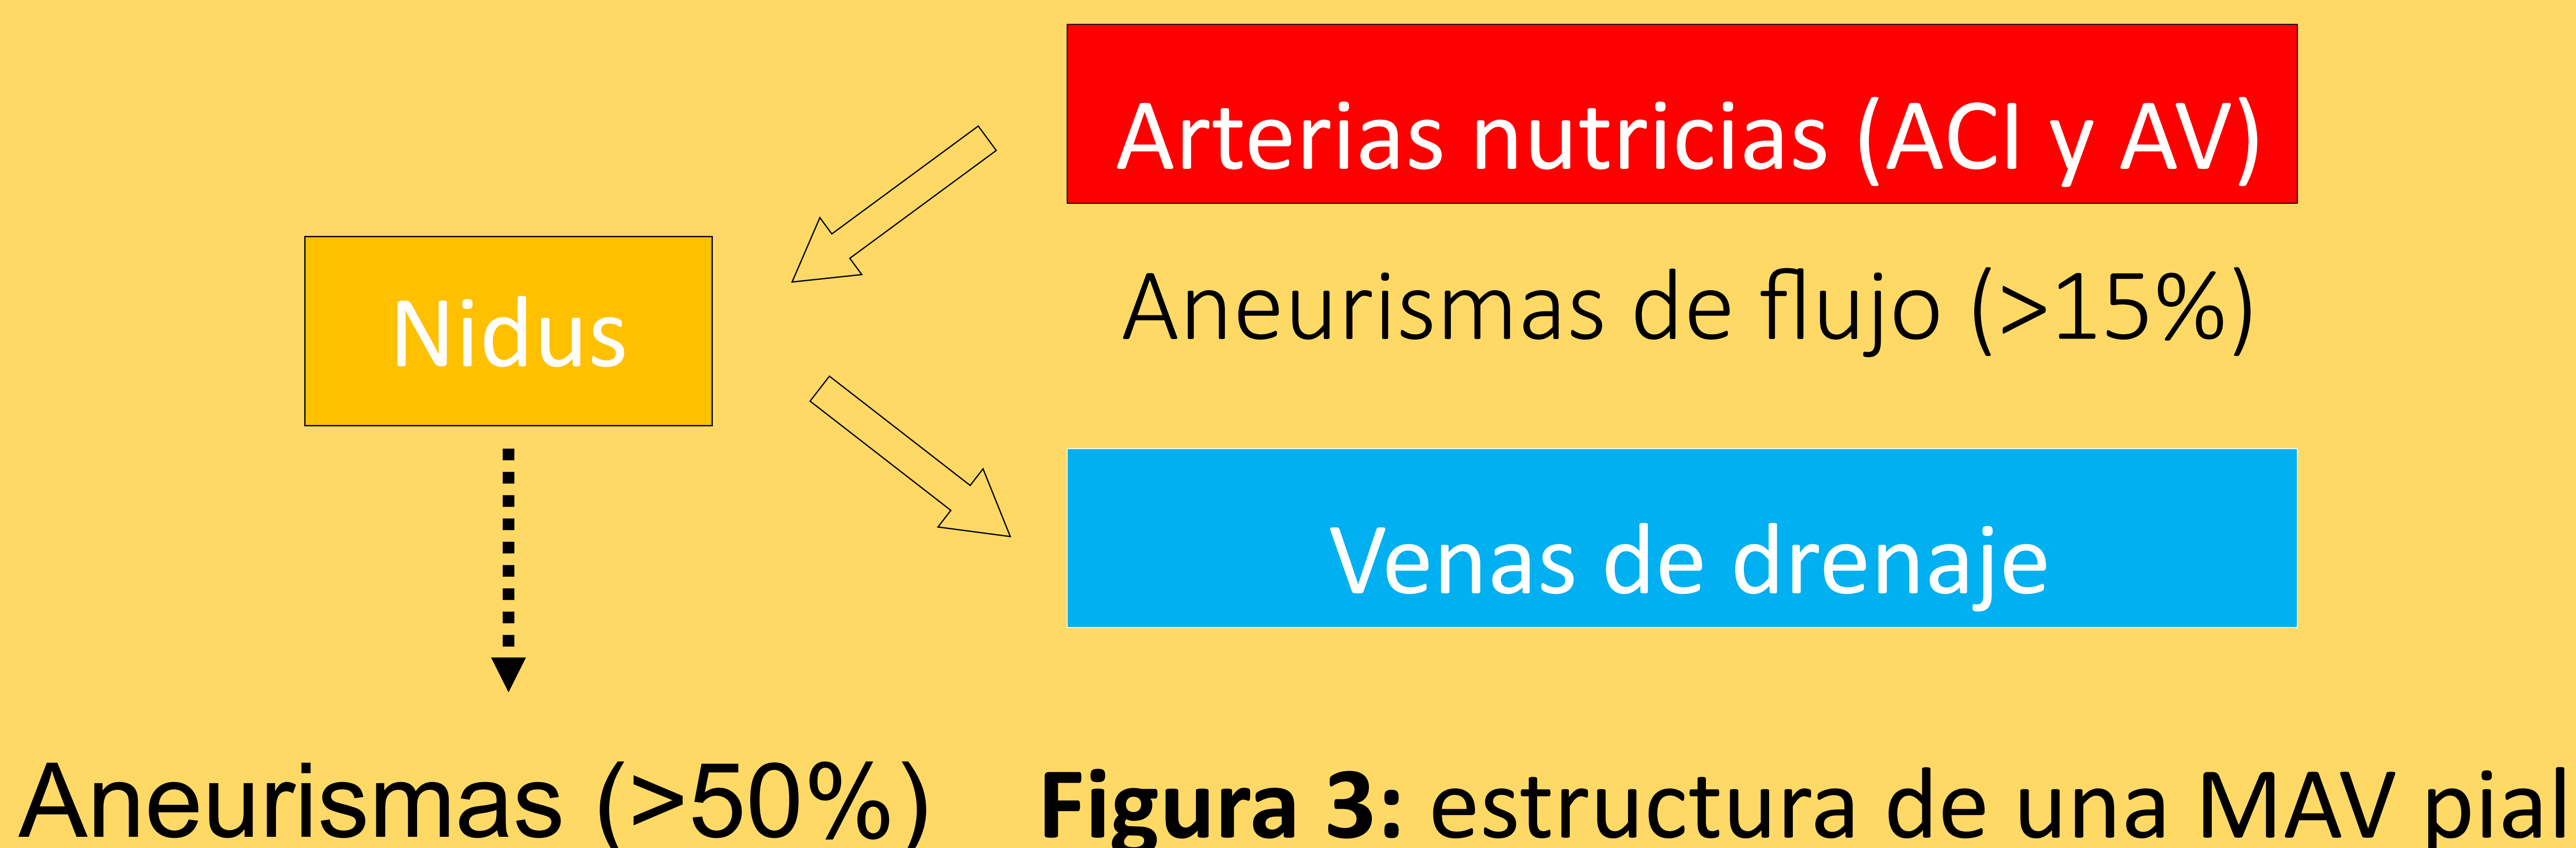 Arterias nutricias (ACI y AV)
Aneurismas de flujo (>15%)
Nidus
Venas de drenaje
Aneurismas (>50%)
Figura 3: estructura de una MAV pial